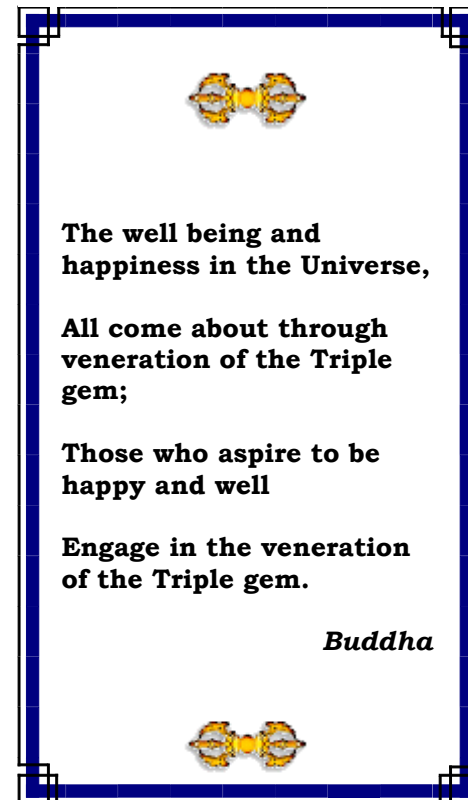 The well being and
happiness in the Universe,
All come about through
veneration of the Triple
gem;
Those who aspire to be
happy and well
Engage in the veneration
of the Triple gem.
Buddha